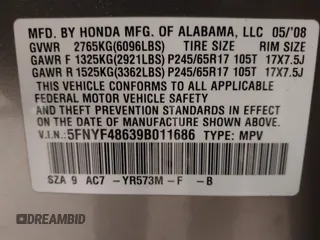 MFD. BY HONDA MFG. OF ALABAMA, LLC 05/'08
GVWR 2765KG(6096LBS) TIRE SIZE RIM SIZE
GAWR F 1325KG(2921LBS) P245/65R17 105T 17X7.5J
GAWR R 1525KG(3362LBS) P245/65R17 105T 17X7.5J
THIS VEHICLE CONFORMS TO ALL APPLICABLE
FEDERAL MOTOR VEHICLE SAFETY AND
THEFT PREVENTION STANDARDS IN EFFECT ON
THE DATE OF MANUFACTURE SHOWN ABOVE.
V.I.N.: 5FNYF48639B011686 TYPE: MPV
SZA 9 AC7 -YR573M-F -B
DREAMBID